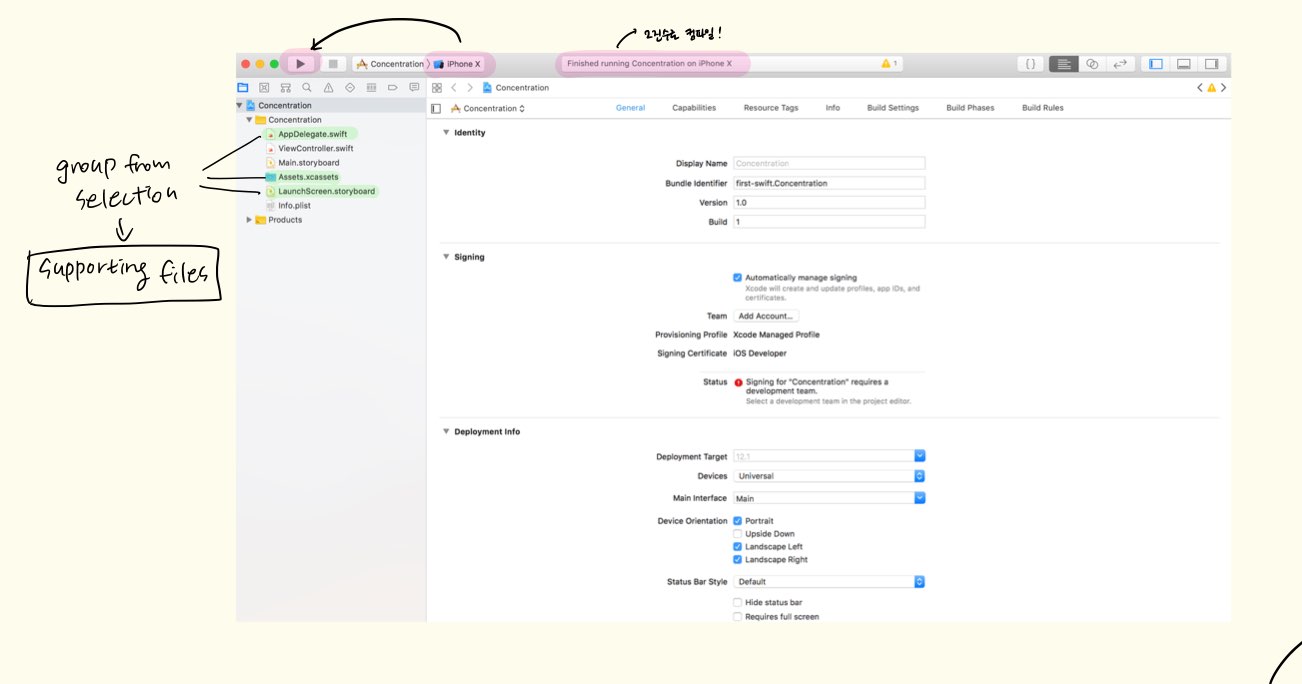 그건수로 컴파일!
Concentration
iPhone X
Finished running Concentration on iPhone X
1
{ }
Concentration
Concentration
Concentration
General
Capabilities
Resource Tags
Info
Build Settings
Build Phases
Build Rules
Concentration
AppDelegate.swift
ViewController.swift
Main.storyboard
Assets.xcassets
LaunchScreen.storyboard
Info.plist
Products
group from
selection
supporting files
Identity
Display Name Concentration
Bundle Identifier first-swift.Concentration
Version 1.0
Build 1
Signing
Automatically manage signing
Xcode will create and update profiles, app IDs, and
certificates.
Team Add Account...
Provisioning Profile Xcode Managed Profile
Signing Certificate iOS Developer
Status Signing for "Concentration" requires a
development team.
Select a development team in the project editor.
Deployment Info
Deployment Target 12.1
Devices Universal
Main Interface Main
Device Orientation Portrait
Upside Down
Landscape Left
Landscape Right
Status Bar Style Default
Hide status bar
Requires full screen